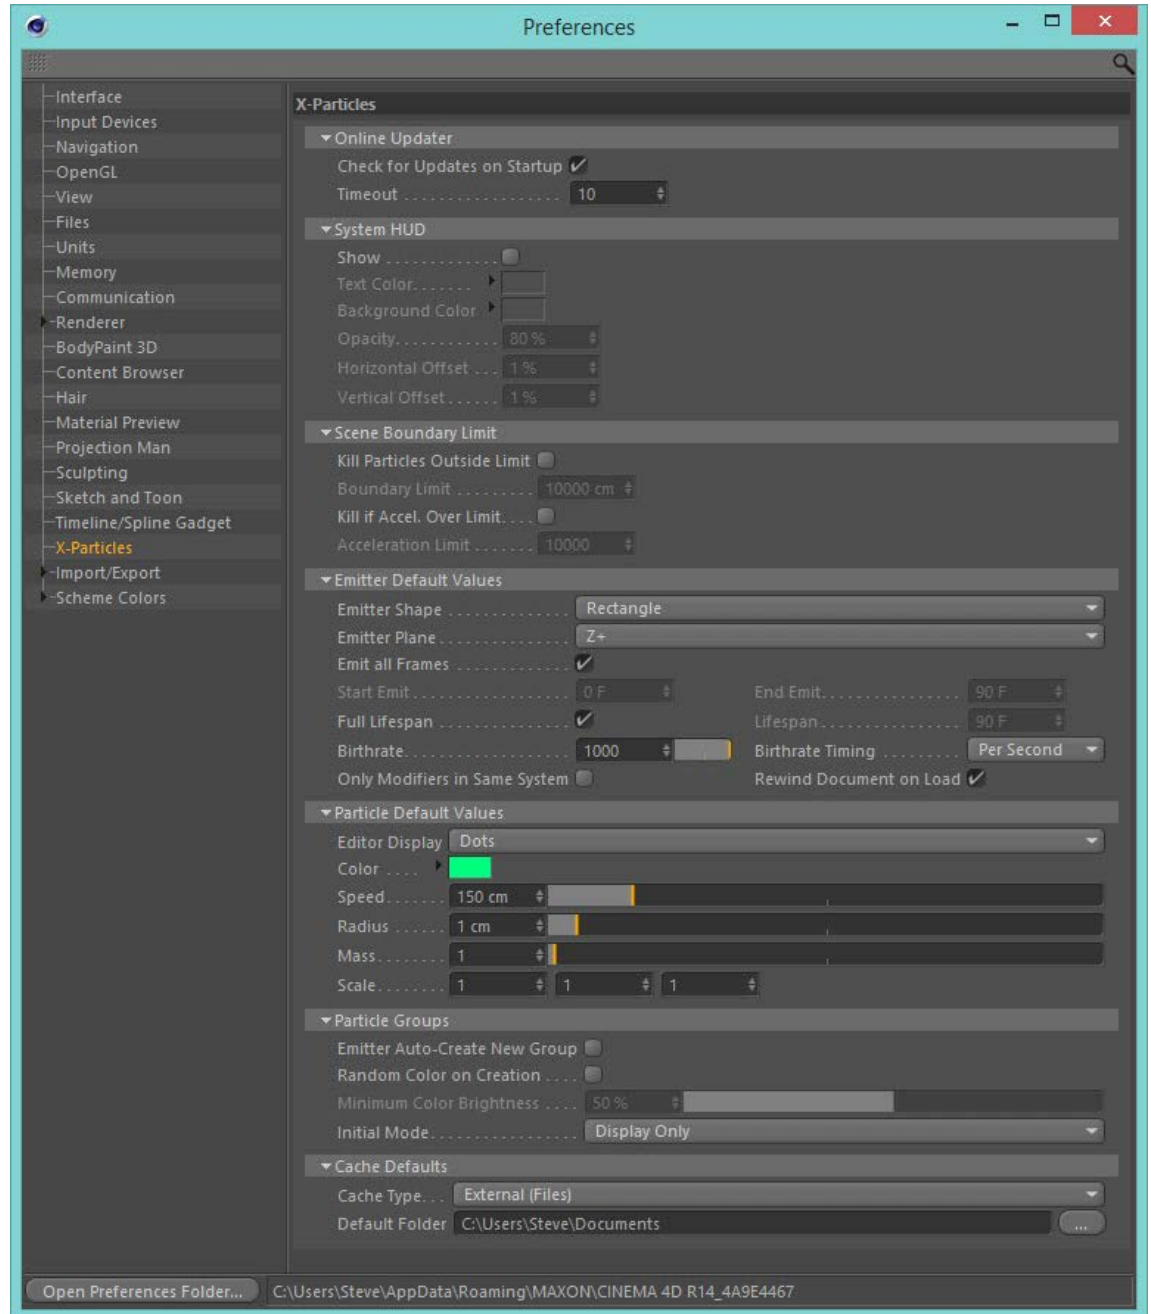 Preferences
Interface
Input Devices
Navigation
OpenGL
View
Files
Units
Memory
Communication
Renderer
BodyPaint 3D
Content Browser
Hair
Material Preview
Projection Man
Sculpting
Sketch and Toon
Timeline/Spline Gadget
X-Particles
Import/Export
Scheme Colors
X-Particles
Online Updater
Check for Updates on Startup
Timeout 10
System HUD
Show
Text Color
Background Color
Opacity 80 %
Horizontal Offset 1 %
Vertical Offset 1 %
Scene Boundary Limit
Kill Particles Outside Limit
Boundary Limit 10000 cm
Kill if Accel. Over Limit
Acceleration Limit 10000
Emitter Default Values
Emitter Shape Rectangle
Emitter Plane Z+
Emit all Frames
Start Emit 0 F End Emit 90 F
Full Lifespan Lifespan 90 F
Birthrate 1000 Birthrate Timing Per Second
Only Modifiers in Same System Rewind Document on Load
Particle Default Values
Editor Display Dots
Color
Speed 150 cm
Radius 1 cm
Mass 1
Scale 1 1 1
Particle Groups
Emitter Auto-Create New Group
Random Color on Creation
Minimum Color Brightness 50 %
Initial Mode Display Only
Cache Defaults
Cache Type External (Files)
Default Folder C:\Users\Steve\Documents ...
Open Preferences Folder... C:\Users\Steve\AppData\Roaming\MAXON\CINEMA 4D R14_4A9E4467